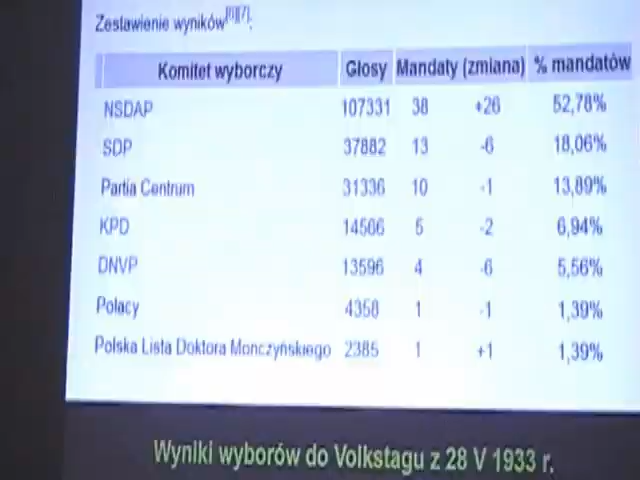 Zestawienie wyników[6][7]:
Komitet wyborczy Głosy Mandaty (zmiana) % mandatów
NSDAP 107331 38 +26 52,78%
SDP 37882 13 -6 18,06%
Partia Centrum 31336 10 -1 13,89%
KPD 14566 5 -2 6,94%
DNVP 13596 4 -6 5,56%
Polacy 4358 1 -1 1,39%
Polska Lista Doktora Monczyńskiego 2385 1 +1 1,39%
Wyniki wyborów do Volkstagu z 28 V 1933 r.